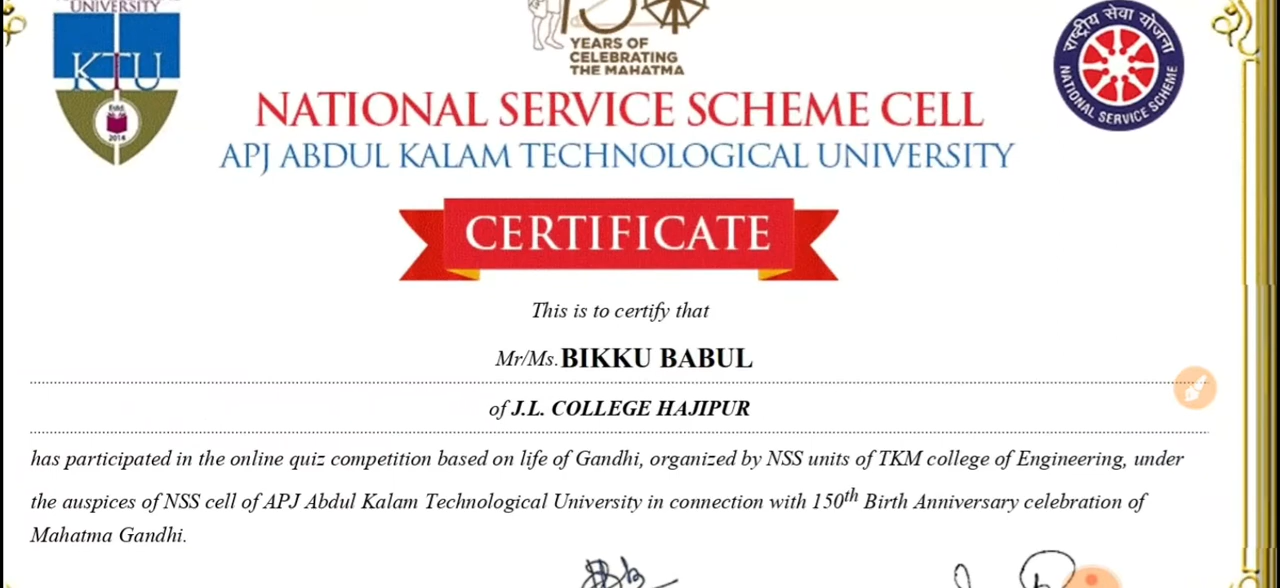 UNIVERSITY
KTU
Estd.
2014
150
YEARS OF
CELEBRATING
THE MAHATMA
राष्ट्रीय सेवा योजना
NATIONAL SERVICE SCHEME
NATIONAL SERVICE SCHEME CELL
APJ ABDUL KALAM TECHNOLOGICAL UNIVERSITY
CERTIFICATE
This is to certify that
Mr/Ms. BIKKU BABUL
of J.L. COLLEGE HAJIPUR
has participated in the online quiz competition based on life of Gandhi, organized by NSS units of TKM college of Engineering, under
the auspices of NSS cell of APJ Abdul Kalam Technological University in connection with 150th Birth Anniversary celebration of
Mahatma Gandhi.